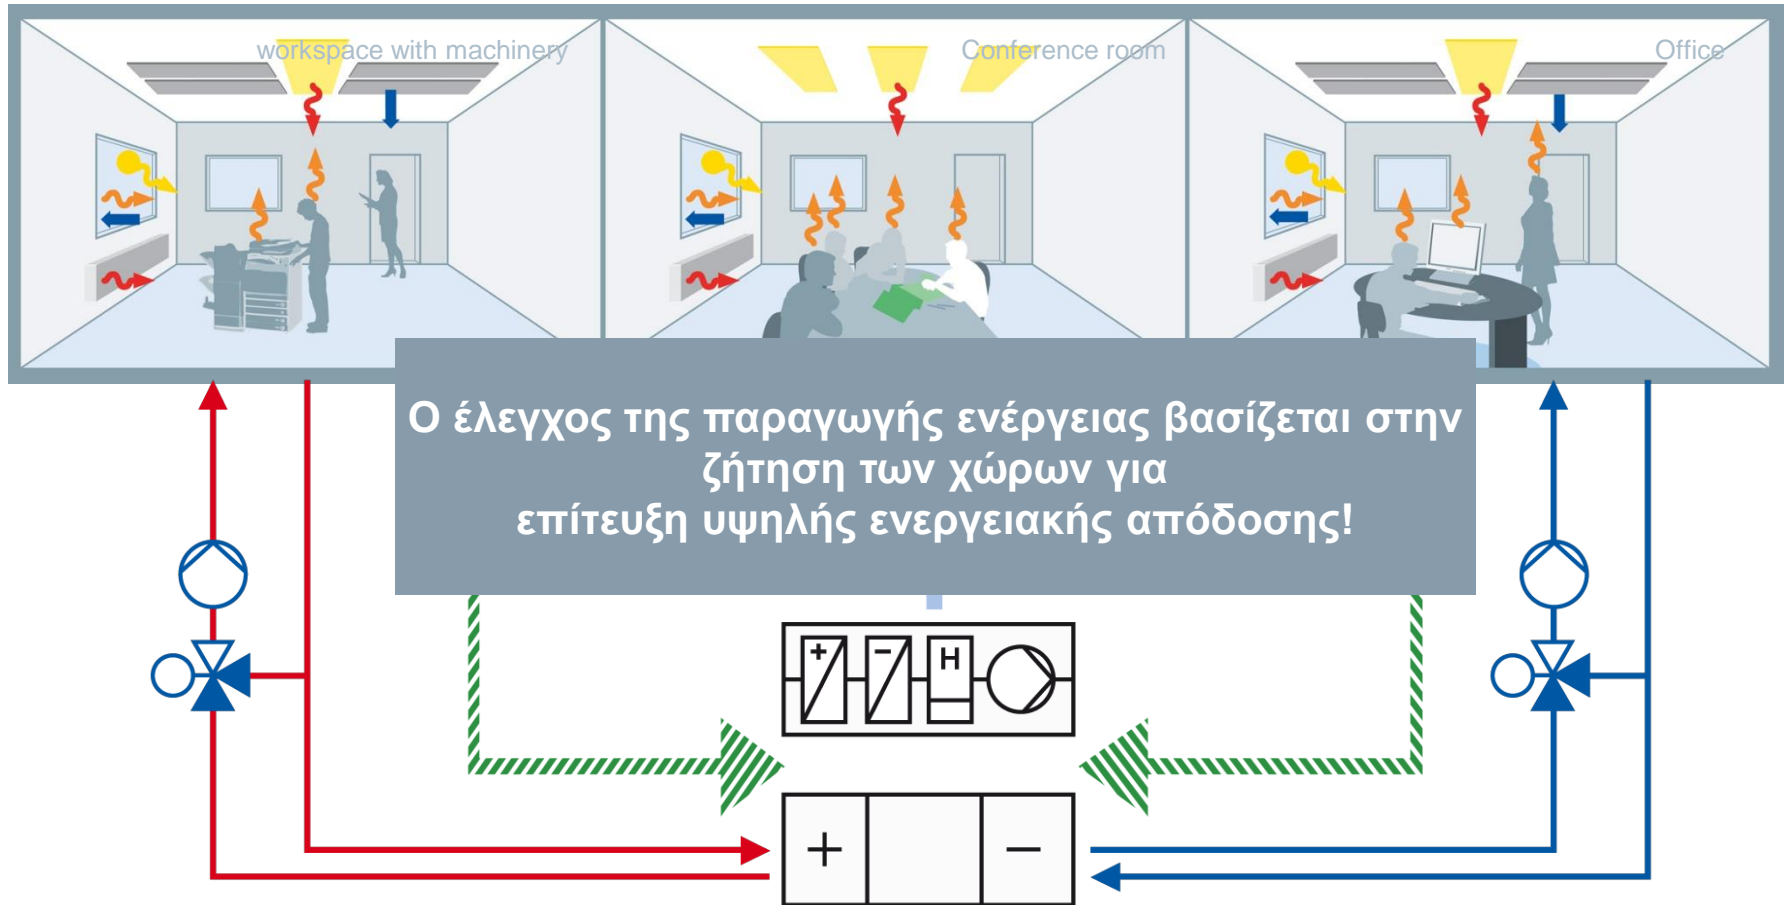 workspace with machinery
Conference room
Office
Ο έλεγχος της παραγωγής ενέργειας βασίζεται στην
ζήτηση των χώρων για
επίτευξη υψηλής ενεργειακής απόδοσης!
+ − H
+ −